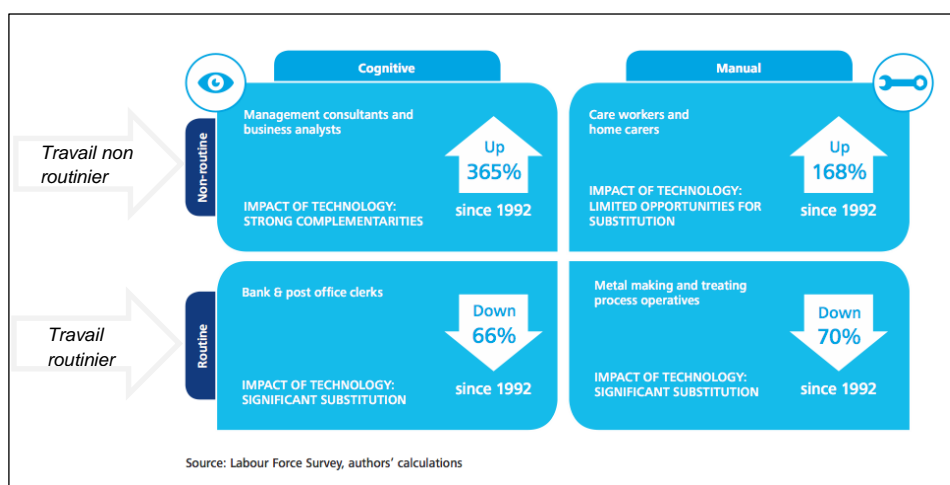 Cognitive
Manual
Travail non
routinier
Non-routine
Management consultants and
business analysts
Up
365%
since 1992
IMPACT OF TECHNOLOGY:
STRONG COMPLEMENTARITIES
Care workers and
home carers
Up
168%
since 1992
IMPACT OF TECHNOLOGY:
LIMITED OPPORTUNITIES FOR
SUBSTITUTION
Travail
routinier
Routine
Bank & post office clerks
Down
66%
since 1992
IMPACT OF TECHNOLOGY:
SIGNIFICANT SUBSTITUTION
Metal making and treating
process operatives
Down
70%
since 1992
IMPACT OF TECHNOLOGY:
SIGNIFICANT SUBSTITUTION
Source: Labour Force Survey, authors’ calculations